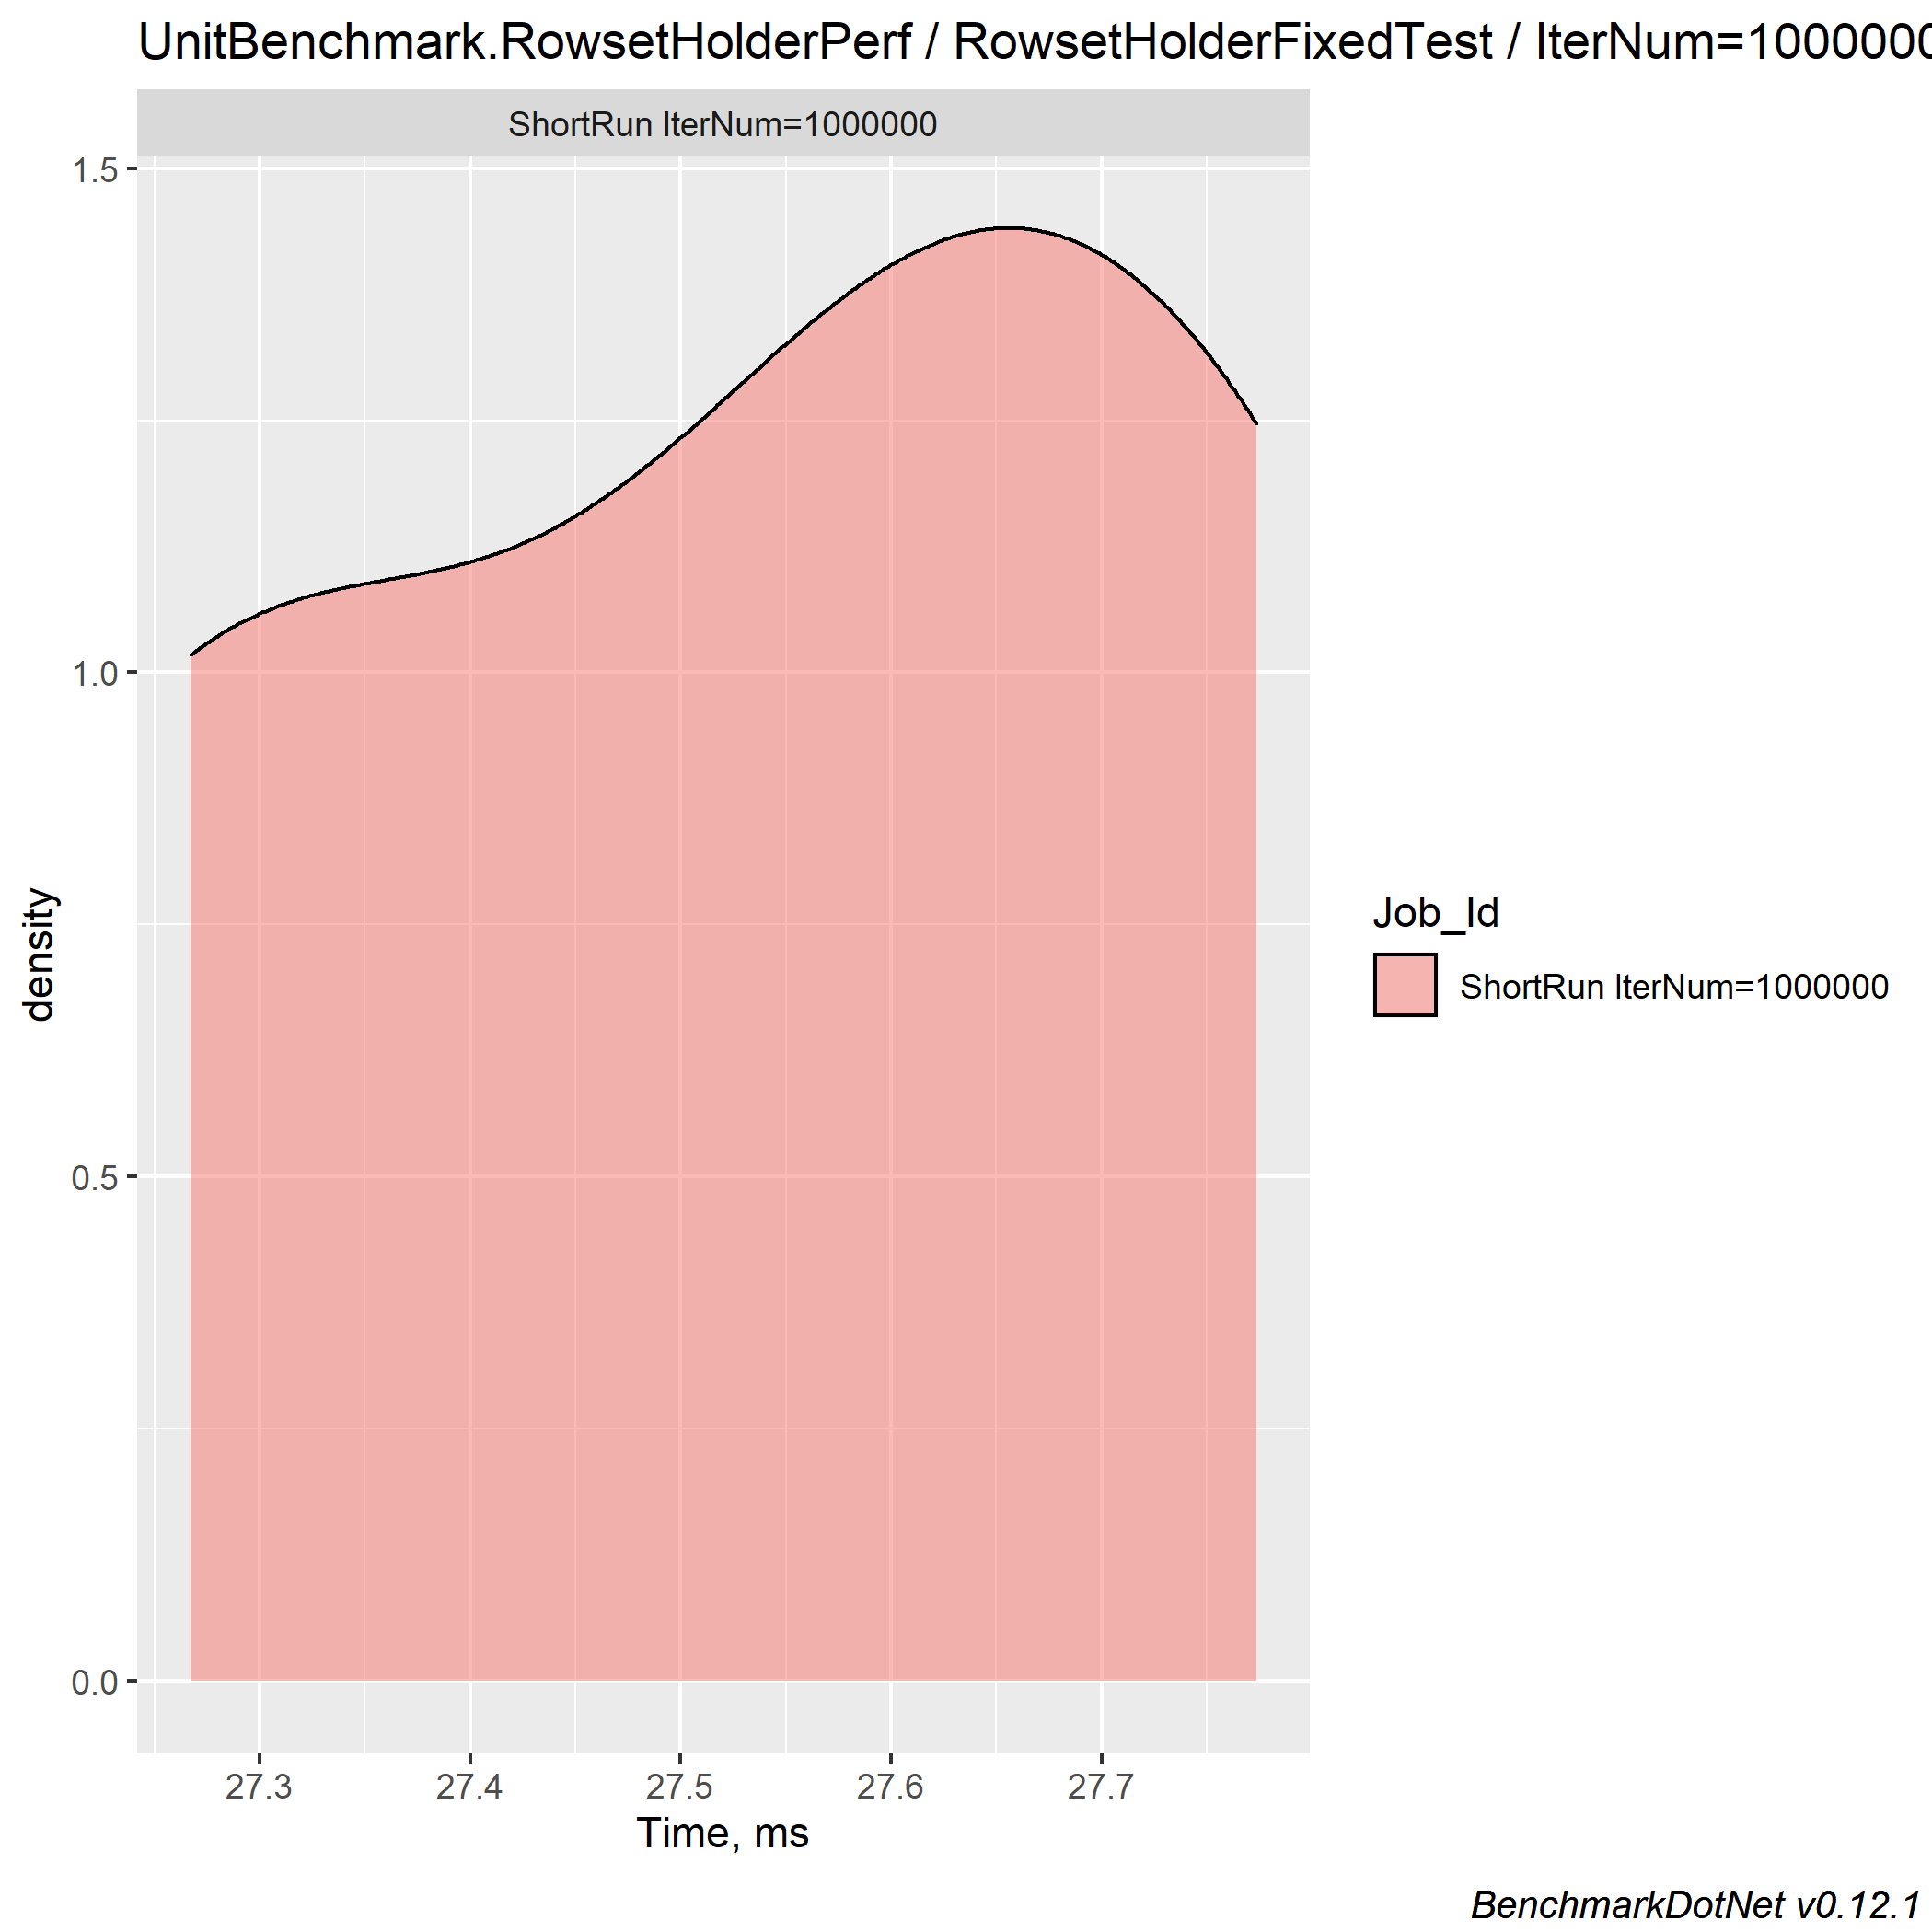 UnitBenchmark.RowsetHolderPerf / RowsetHolderFixedTest / IterNum=1000000
ShortRun IterNum=1000000
1.5
1.0
0.5
0.0
density
27.3 27.4 27.5 27.6 27.7
Time, ms
Job_Id
ShortRun IterNum=1000000
BenchmarkDotNet v0.12.1